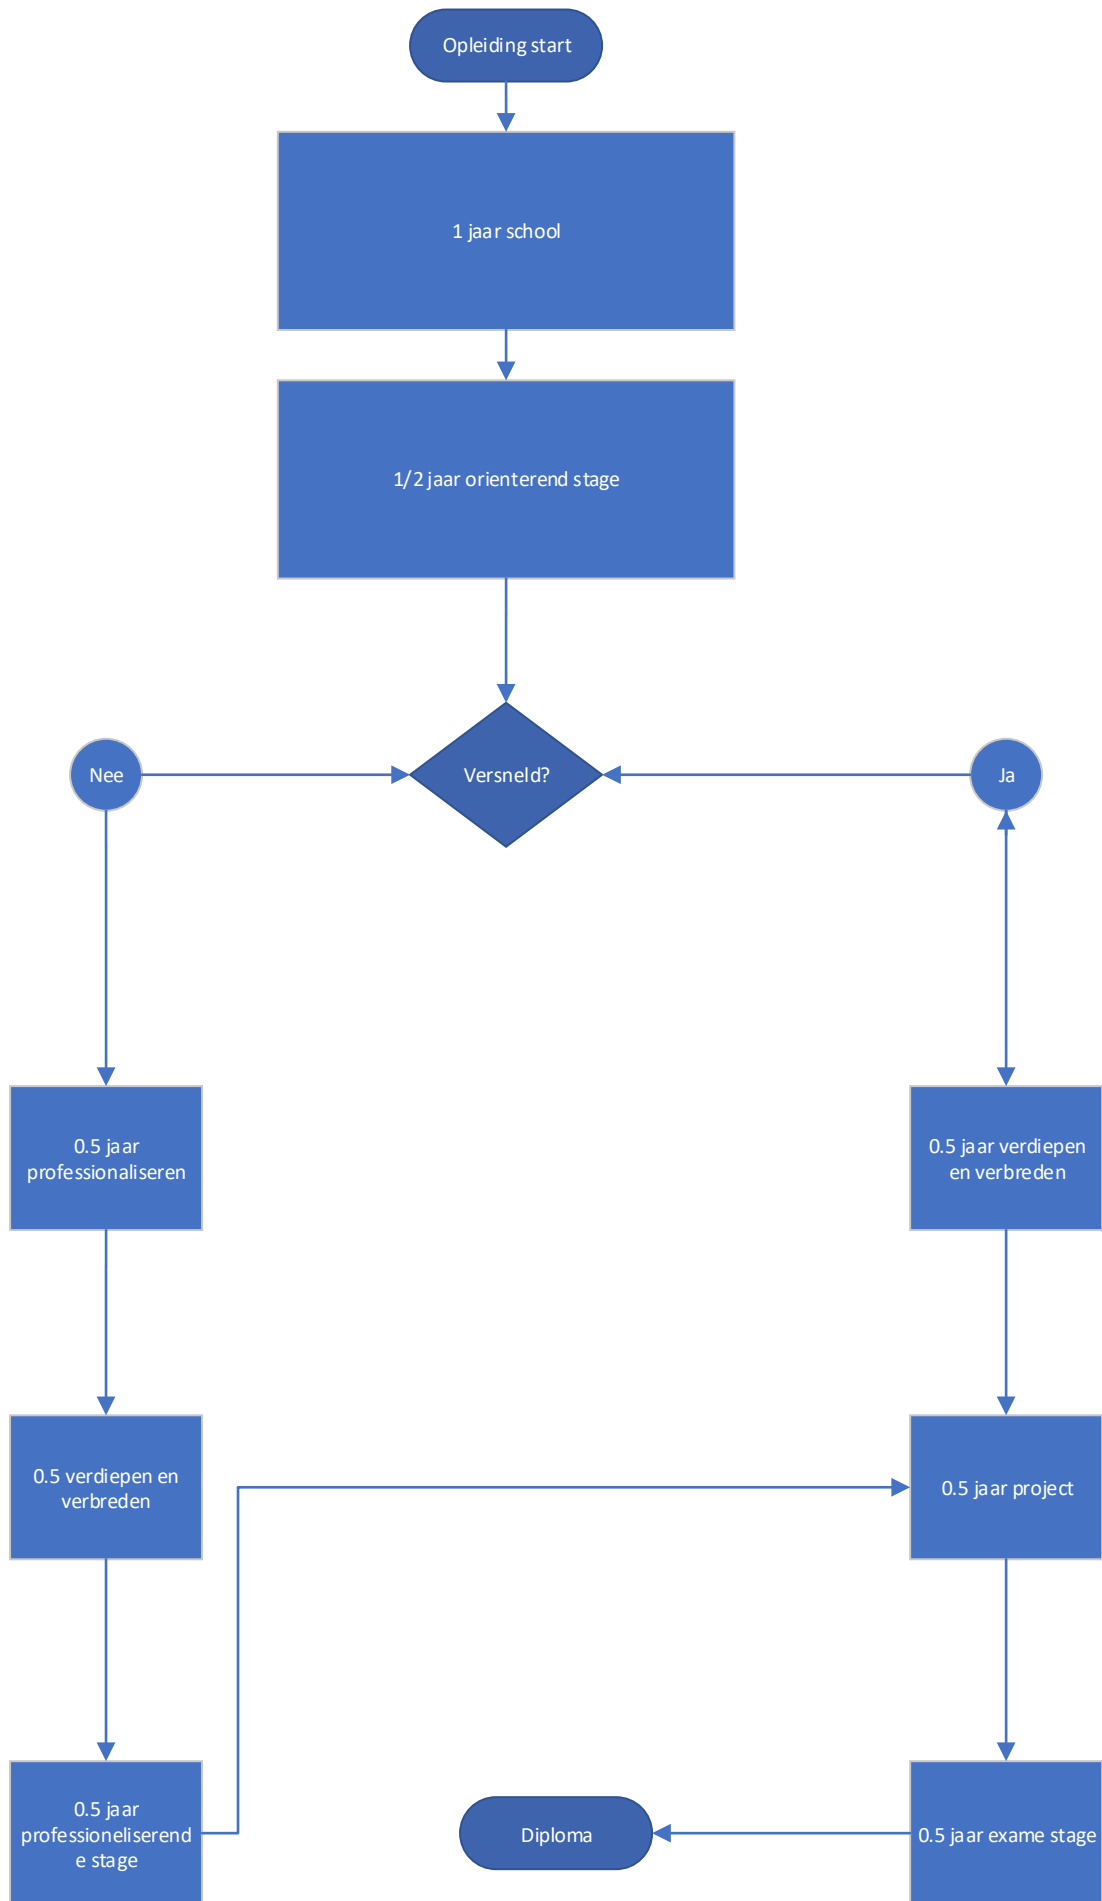 Opleiding start
1 jaar school
1/2 jaar orienterend stage
Nee
Versneld?
Ja
0.5 jaar
professionaliseren
0.5 jaar verdiepen
en verbreden
0.5 verdiepen en
verbreden
0.5 jaar project
0.5 jaar
professioneliserend
e stage
Diploma
0.5 jaar exame stage